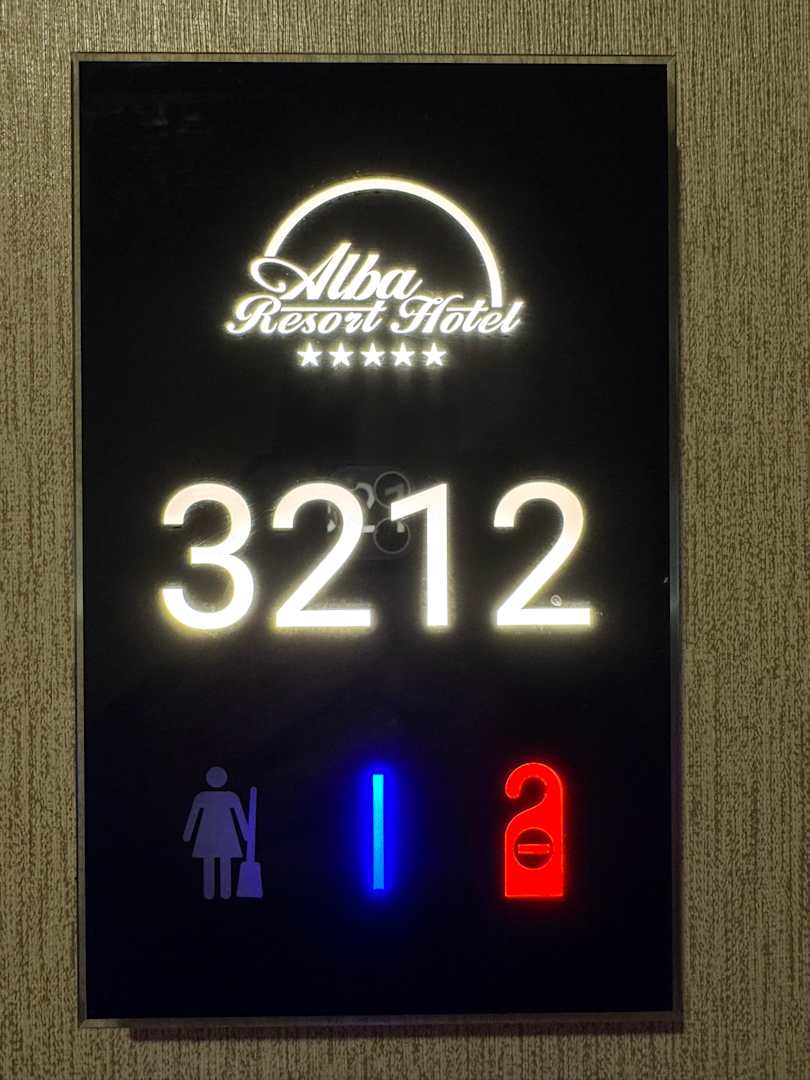 Alba
Resort Hotel
★★★★★
3212